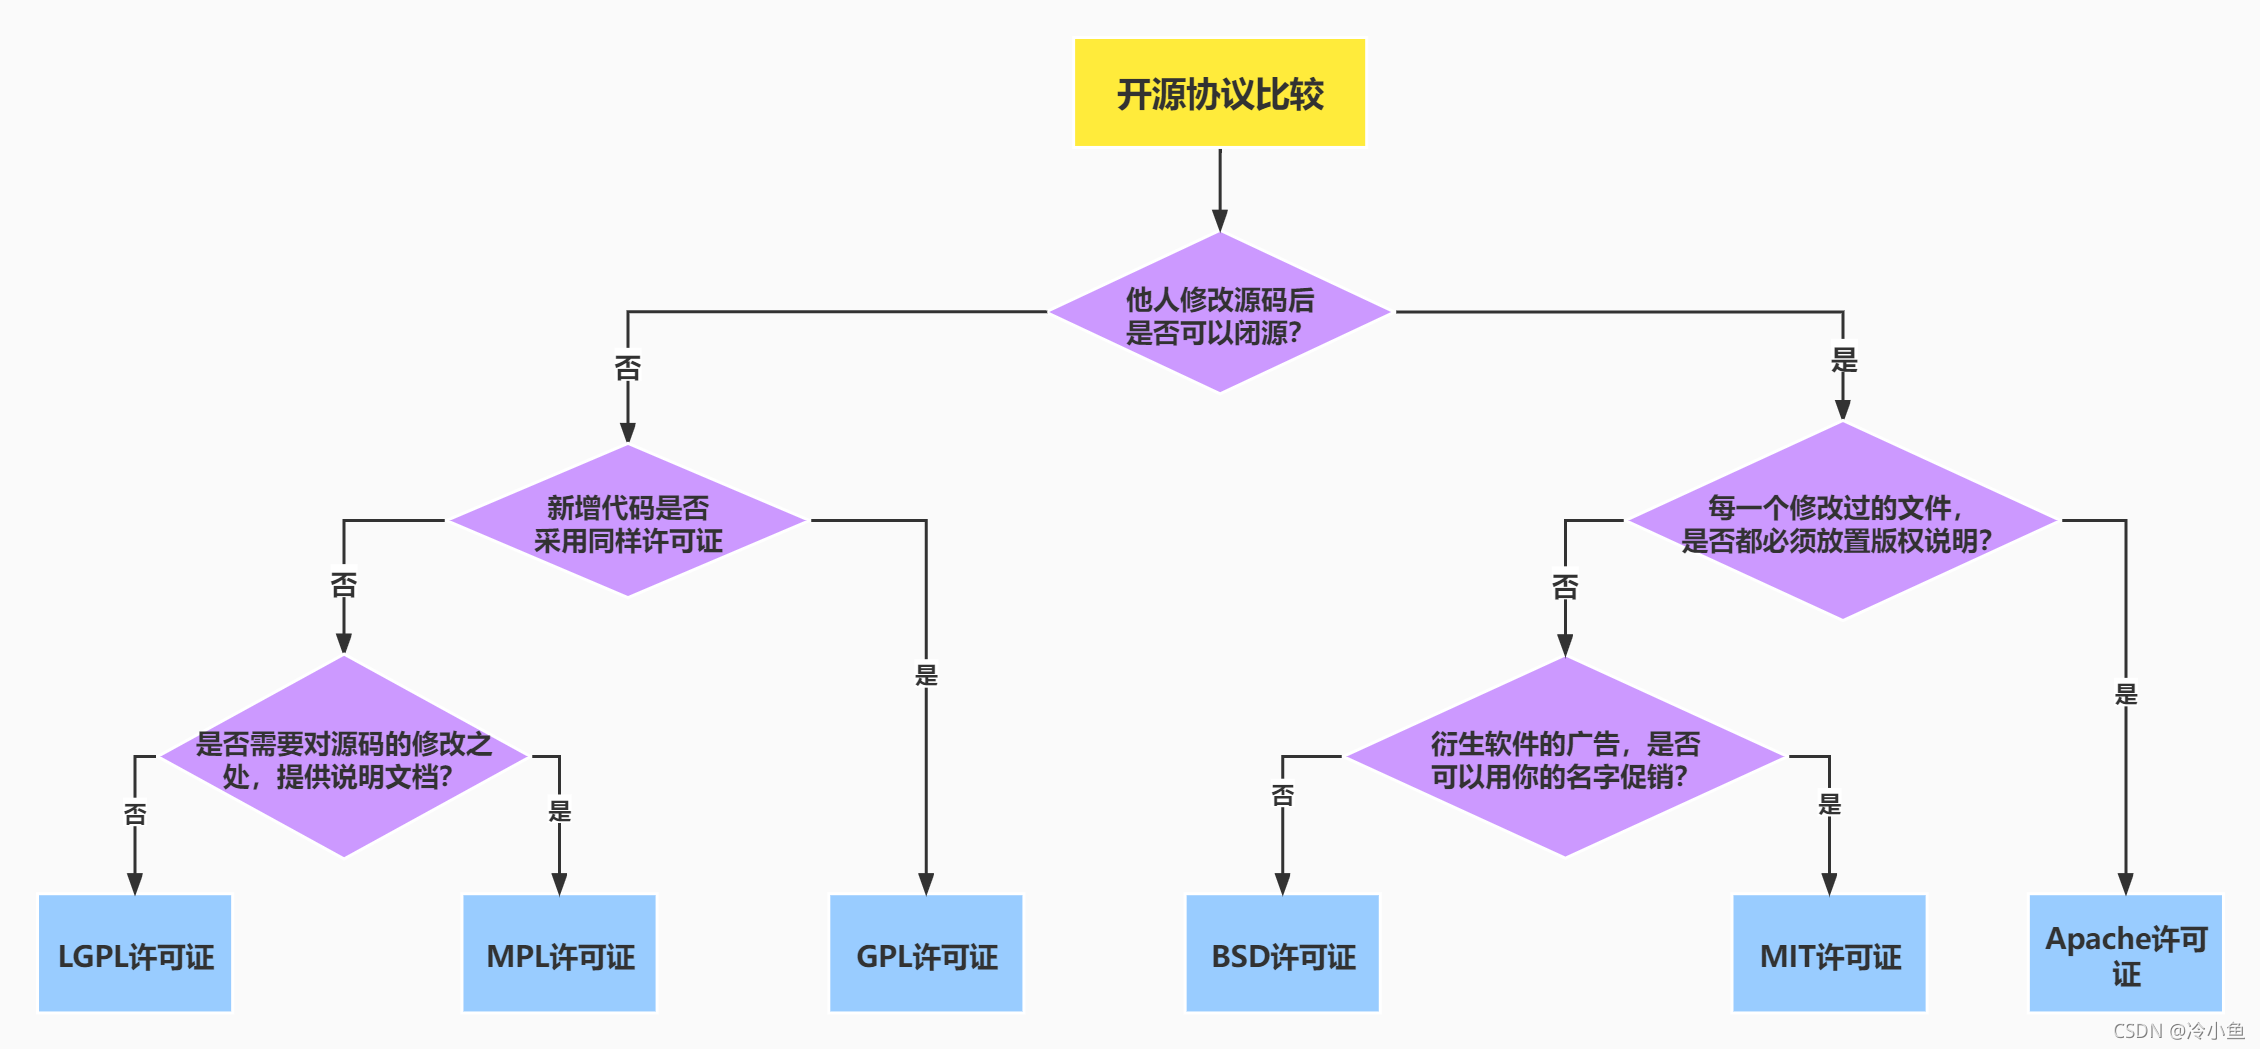 开源协议比较
他人修改源码后
是否可以闭源？
否
是
新增代码是否
采用同样许可证
每一个修改过的文件，
是否都必须放置版权说明？
否
否
是
是
是否需要对源码的修改之
处，提供说明文档？
衍生软件的广告，是否
可以用你的名字促销？
否
是
否
是
LGPL许可证
MPL许可证
GPL许可证
BSD许可证
MIT许可证
Apache许可
证
CSDN @冷小鱼